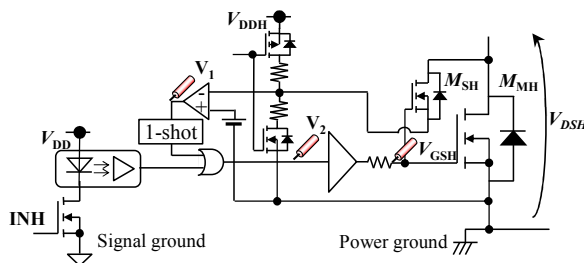 V_DDH
V_1
M_SH
M_MH
V_DD
1-shot
V_2
V_DSH
V_GSH
INH
Signal ground
Power ground